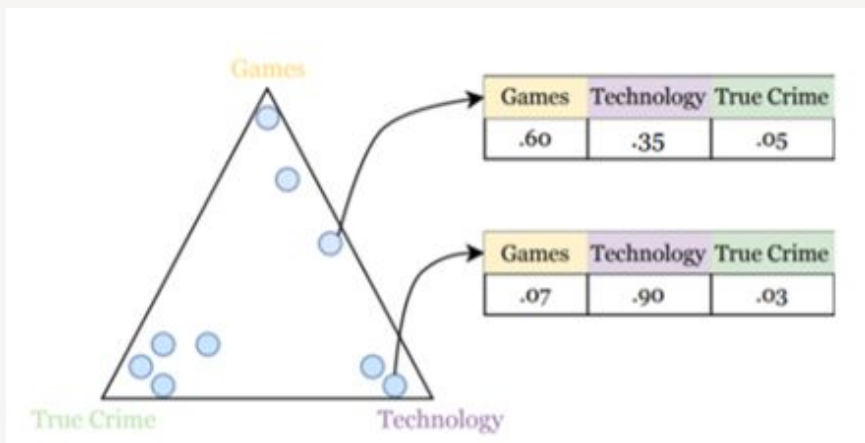 Games
Games Technology True Crime
.60 .35 .05
Games Technology True Crime
.07 .90 .03
True Crime
Technology